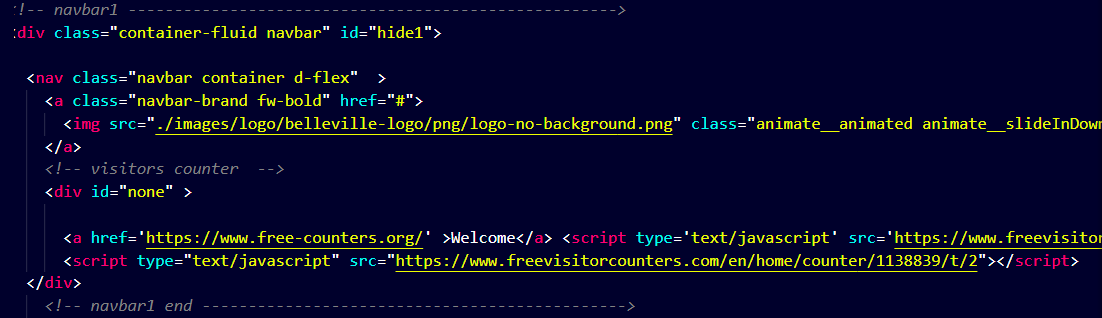 !-- navbar1 ------------------------------------------------------>
div class="container-fluid navbar" id="hide1">
<nav class="navbar container d-flex"  >
<a class="navbar-brand fw-bold" href="#">
<img src="./images/logo/belleville-logo/png/logo-no-background.png" class="animate__animated animate__slideInDown
</a>
<!-- visitors counter  -->
<div id="none" >
<a href='https://www.free-counters.org/' >Welcome</a> <script type='text/javascript' src='https://www.freevisitor
<script type="text/javascript" src="https://www.freevisitorcounters.com/en/home/counter/1138839/t/2"></script>
</div>
<!-- navbar1 end ----------------------------------------------->